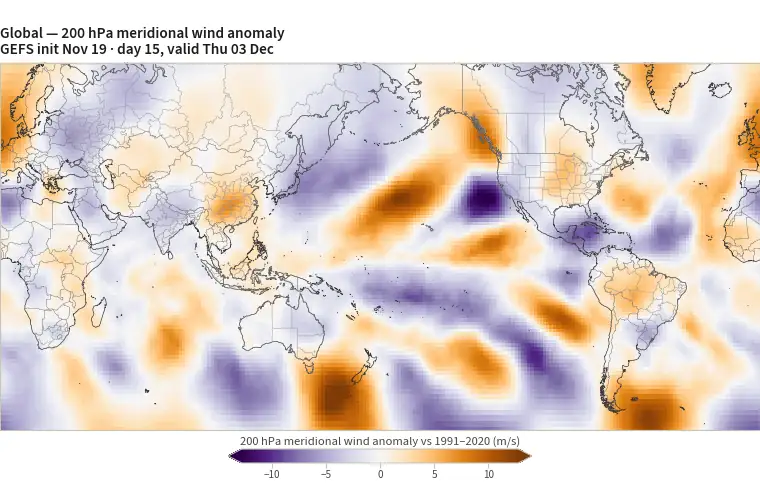 Global — 200 hPa meridional wind anomaly
GEFS init Nov 19 · day 15, valid Thu 03 Dec
200 hPa meridional wind anomaly vs 1991–2020 (m/s)
−10 −5 0 5 10